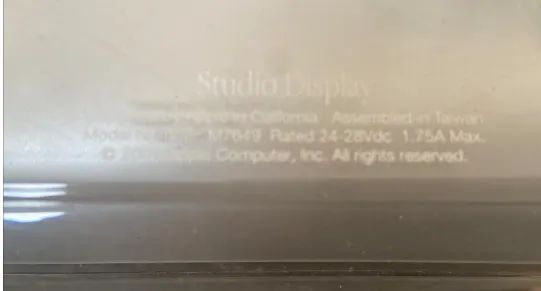 Studio Display
in California Assembled in Taiwan
Model M7649 Rated 24-28Vdc 1.75A Max.
© Computer, Inc. All rights reserved.